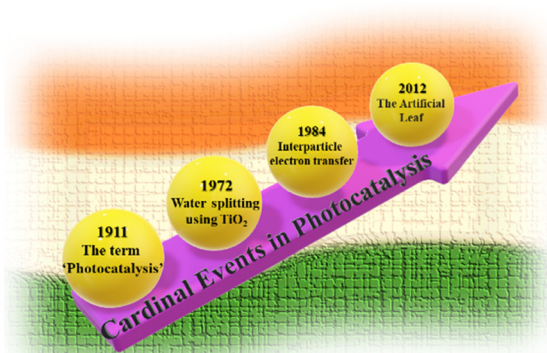 1911
The term
'Photocatalysis'
1972
Water splitting
using TiO₂
1984
Interparticle
electron transfer
2012
The Artificial
Leaf
Cardinal Events in Photocatalysis